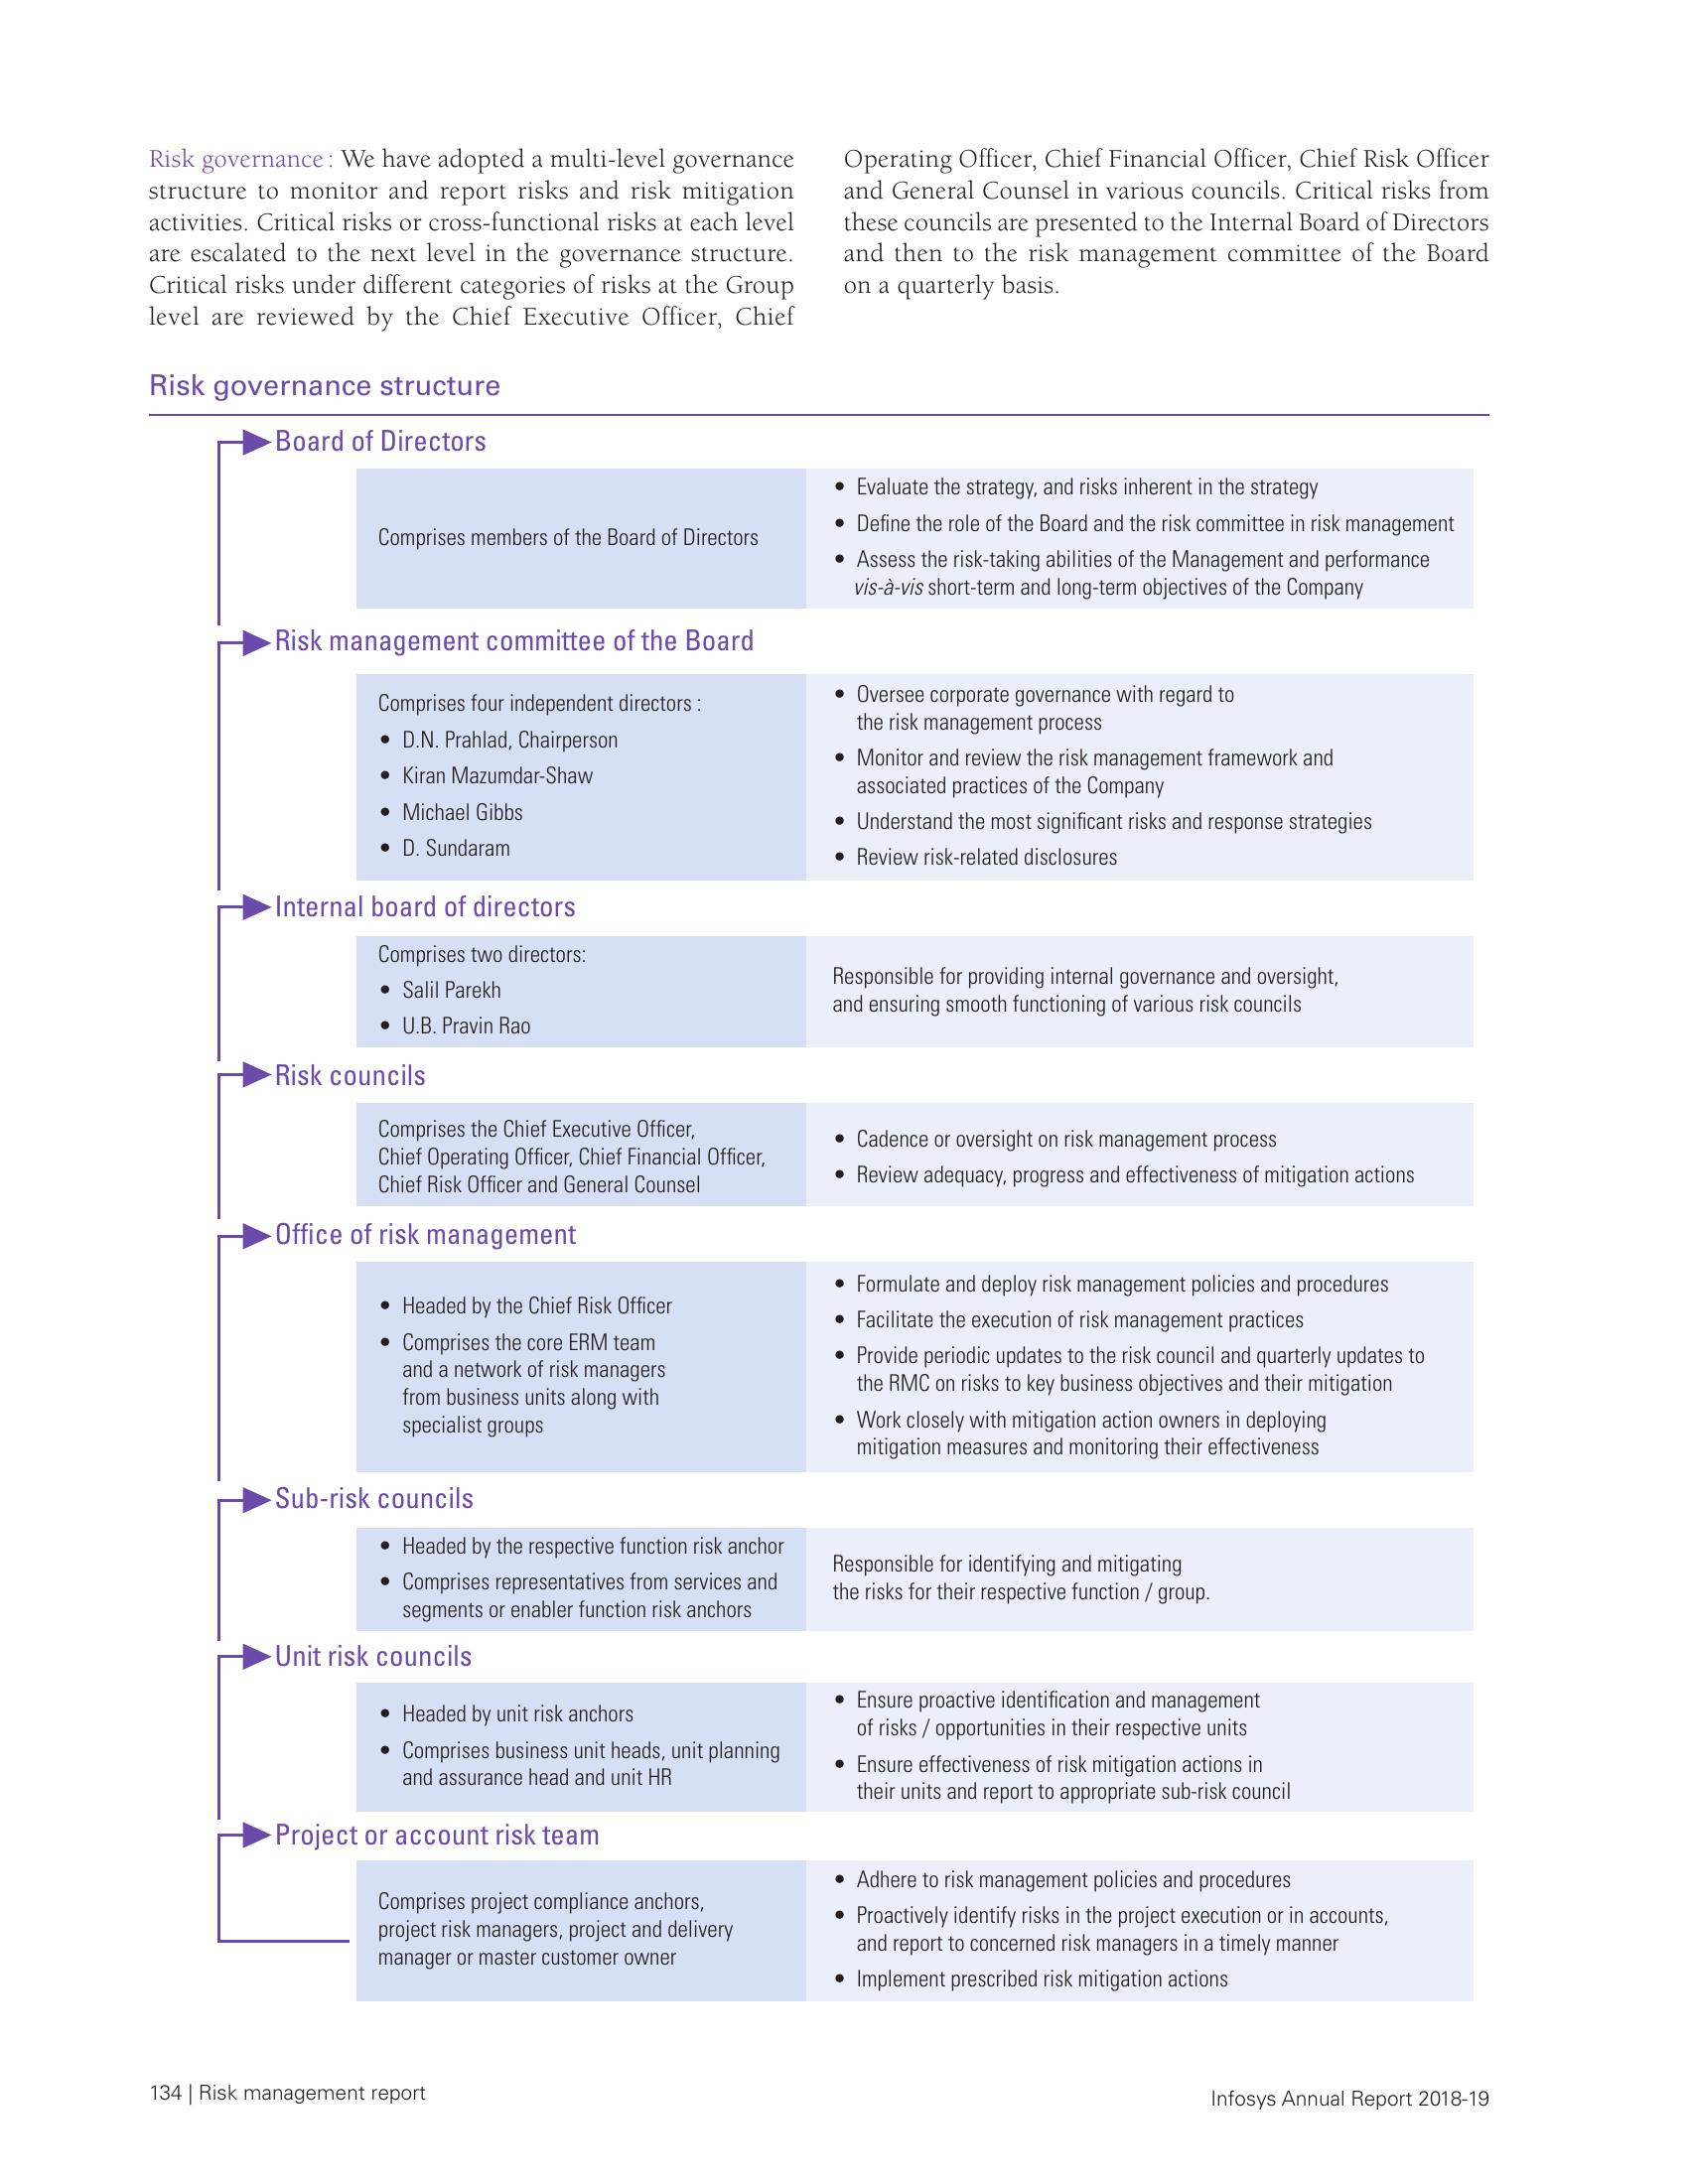 Risk governance : We have adopted a multi-level governance
structure to monitor and report risks and risk mitigation
activities. Critical risks or cross-functional risks at each level
are escalated to the next level in the governance structure.
Critical risks under different categories of risks at the Group
level are reviewed by the Chief Executive Officer, Chief
Operating Officer, Chief Financial Officer, Chief Risk Officer
and General Counsel in various councils. Critical risks from
these councils are presented to the Internal Board of Directors
and then to the risk management committee of the Board
on a quarterly basis.
Risk governance structure
Board of Directors
Comprises members of the Board of Directors
• Evaluate the strategy, and risks inherent in the strategy
• Define the role of the Board and the risk committee in risk management
• Assess the risk-taking abilities of the Management and performance
vis-à-vis short-term and long-term objectives of the Company
Risk management committee of the Board
Comprises four independent directors :
• D.N. Prahlad, Chairperson
• Kiran Mazumdar-Shaw
• Michael Gibbs
• D. Sundaram
• Oversee corporate governance with regard to
the risk management process
• Monitor and review the risk management framework and
associated practices of the Company
• Understand the most significant risks and response strategies
• Review risk-related disclosures
Internal board of directors
Comprises two directors:
• Salil Parekh
• U.B. Pravin Rao
Responsible for providing internal governance and oversight,
and ensuring smooth functioning of various risk councils
Risk councils
Comprises the Chief Executive Officer,
Chief Operating Officer, Chief Financial Officer,
Chief Risk Officer and General Counsel
• Cadence or oversight on risk management process
• Review adequacy, progress and effectiveness of mitigation actions
Office of risk management
• Headed by the Chief Risk Officer
• Comprises the core ERM team
and a network of risk managers
from business units along with
specialist groups
• Formulate and deploy risk management policies and procedures
• Facilitate the execution of risk management practices
• Provide periodic updates to the risk council and quarterly updates to
the RMC on risks to key business objectives and their mitigation
• Work closely with mitigation action owners in deploying
mitigation measures and monitoring their effectiveness
Sub-risk councils
• Headed by the respective function risk anchor
• Comprises representatives from services and
segments or enabler function risk anchors
Responsible for identifying and mitigating
the risks for their respective function / group.
Unit risk councils
• Headed by unit risk anchors
• Comprises business unit heads, unit planning
and assurance head and unit HR
• Ensure proactive identification and management
of risks / opportunities in their respective units
• Ensure effectiveness of risk mitigation actions in
their units and report to appropriate sub-risk council
Project or account risk team
Comprises project compliance anchors,
project risk managers, project and delivery
manager or master customer owner
• Adhere to risk management policies and procedures
• Proactively identify risks in the project execution or in accounts,
and report to concerned risk managers in a timely manner
• Implement prescribed risk mitigation actions
134 | Risk management report
Infosys Annual Report 2018-19